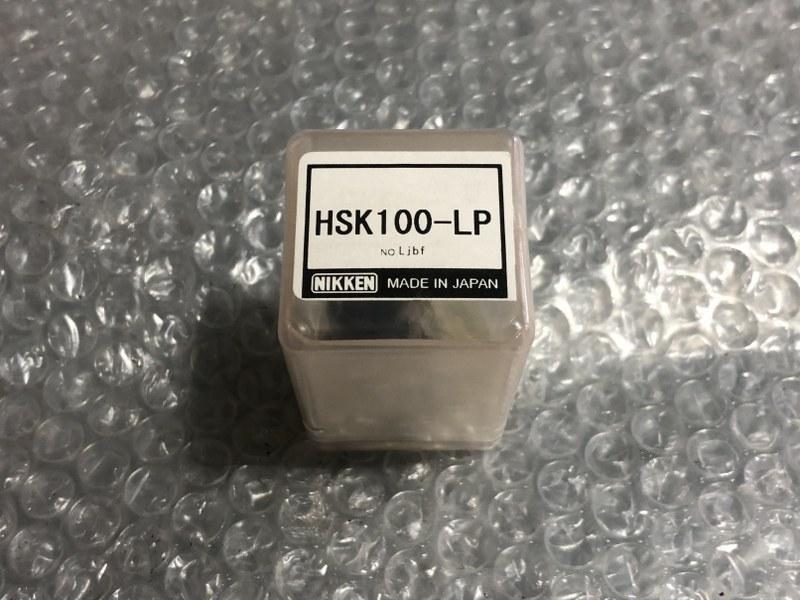 HSK100-LP
NO Ljbf
NIKKEN MADE IN JAPAN